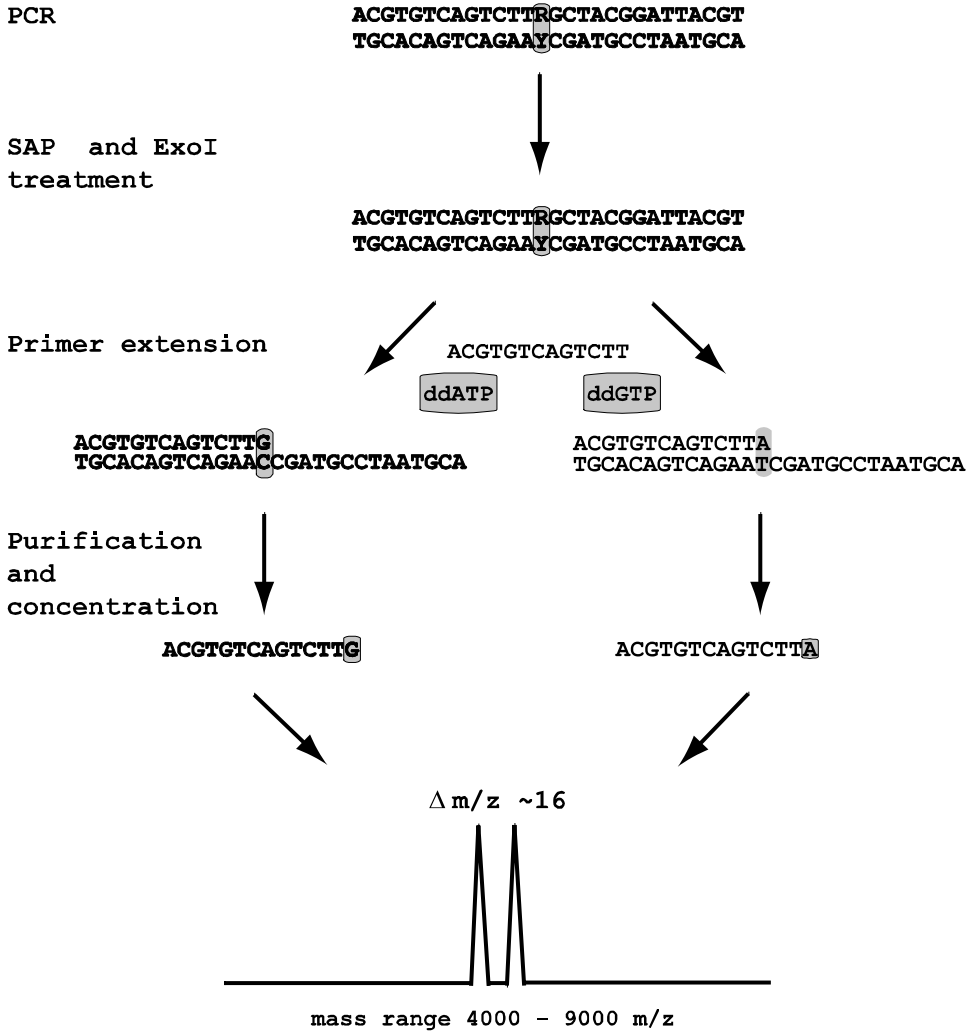 PCR
ACGTGTCAGTCTTRGCTACGGATTACGT
TGCACAGTCAGAAYCGATGCCTAATGCA
SAP and ExoI
treatment
ACGTGTCAGTCTTRGCTACGGATTACGT
TGCACAGTCAGAAYCGATGCCTAATGCA
Primer extension
ACGTGTCAGTCTT
ddATP
ddGTP
ACGTGTCAGTCTTG
TGCACAGTCAGAACCGATGCCTAATGCA
ACGTGTCAGTCTTA
TGCACAGTCAGAATCGATGCCTAATGCA
Purification
and
concentration
ACGTGTCAGTCTTG
ACGTGTCAGTCTTA
Δ m/z ~16
mass range 4000 - 9000 m/z